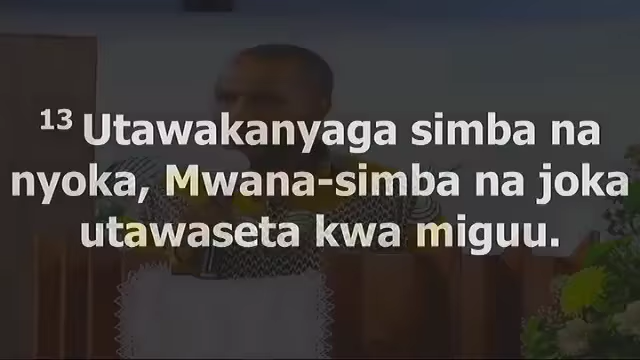 13 Utawakanyaga simba na
nyoka, Mwana-simba na joka
utawaseta kwa miguu.